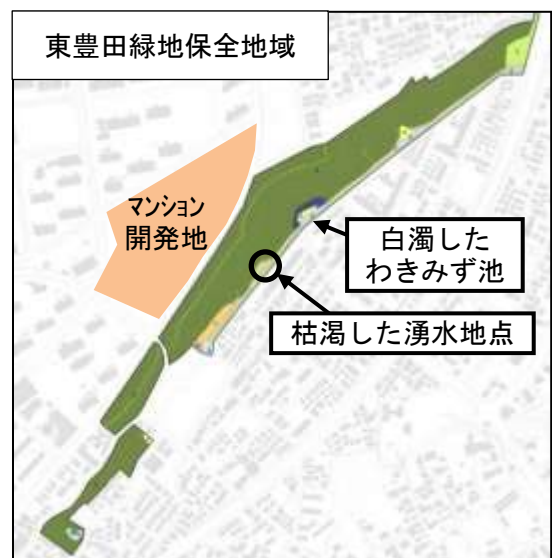 東豊田緑地保全地域
マンション
開発地
白濁した
わきみず池
枯渇した湧水地点